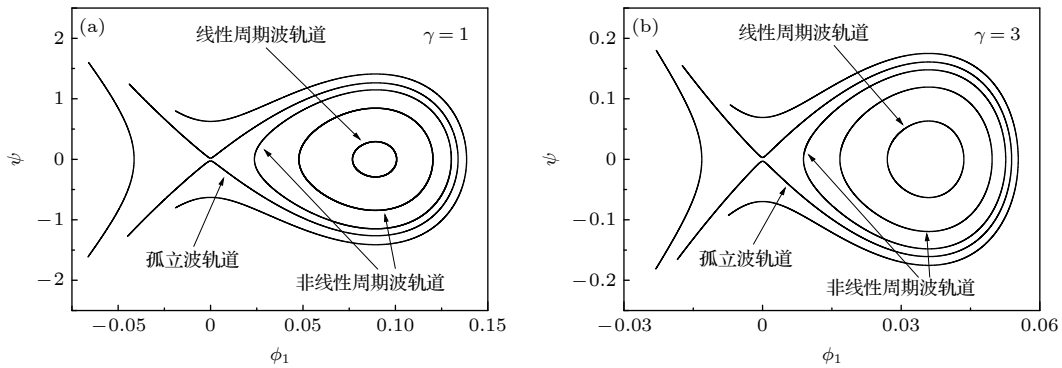 (a)
线性周期波轨道
γ = 1
2
1
0
−1
−2
ψ
孤立波轨道
非线性周期波轨道
−0.05
0
0.05
0.10
0.15
ϕ1
(b)
线性周期波轨道
γ = 3
0.2
0.1
0
−0.1
−0.2
ψ
孤立波轨道
非线性周期波轨道
−0.03
0
0.03
0.06
ϕ1